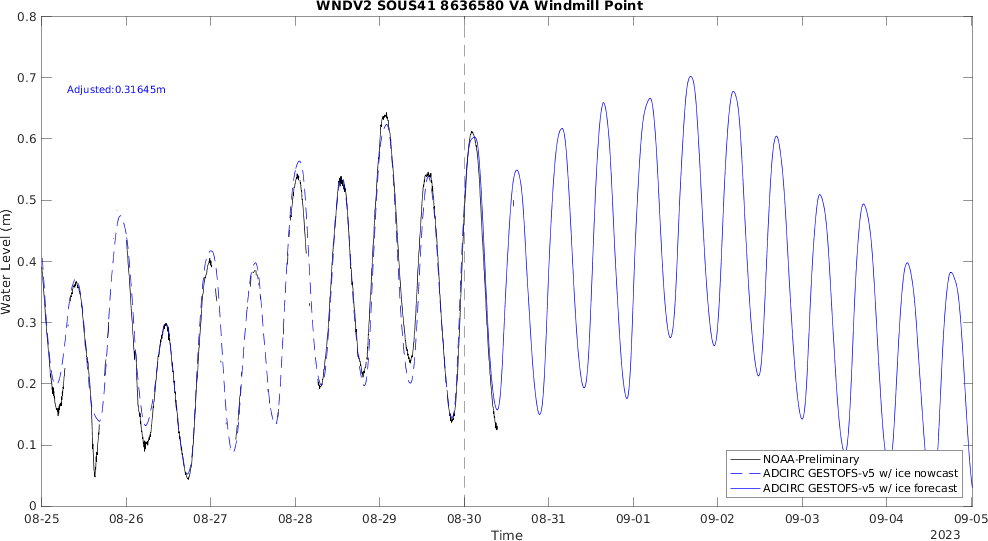 WNDV2 SOUS41 8636580 VA Windmill Point
0.8
0.7
0.6
0.5
0.4
0.3
0.2
0.1
0
Water Level (m)
Adjusted:0.31645m
NOAA-Preliminary
ADCIRC GESTOFS-v5 w/ ice nowcast
ADCIRC GESTOFS-v5 w/ ice forecast
08-25 08-26 08-27 08-28 08-29 08-30 08-31 09-01 09-02 09-03 09-04 09-05
Time
2023